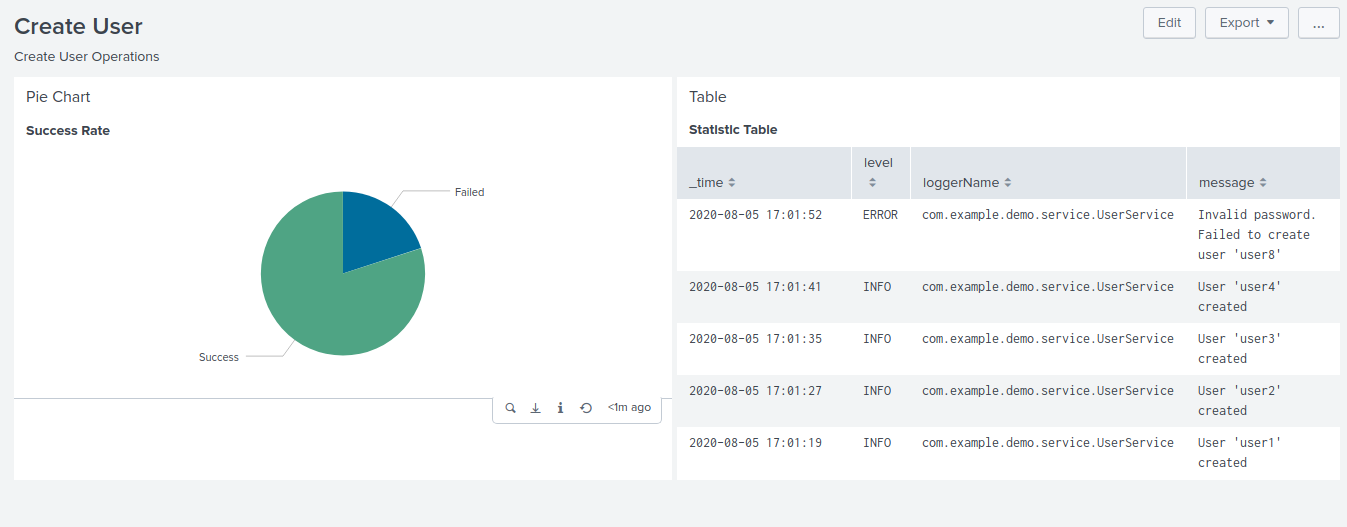 Create User
Edit
Export
...
Create User Operations
Pie Chart
Success Rate
Failed
Success
<1m ago
Table
Statistic Table
_time
level
loggerName
message
2020-08-05 17:01:52 ERROR com.example.demo.service.UserService Invalid password.
Failed to create
user 'user8'
2020-08-05 17:01:41 INFO com.example.demo.service.UserService User 'user4'
created
2020-08-05 17:01:35 INFO com.example.demo.service.UserService User 'user3'
created
2020-08-05 17:01:27 INFO com.example.demo.service.UserService User 'user2'
created
2020-08-05 17:01:19 INFO com.example.demo.service.UserService User 'user1'
created